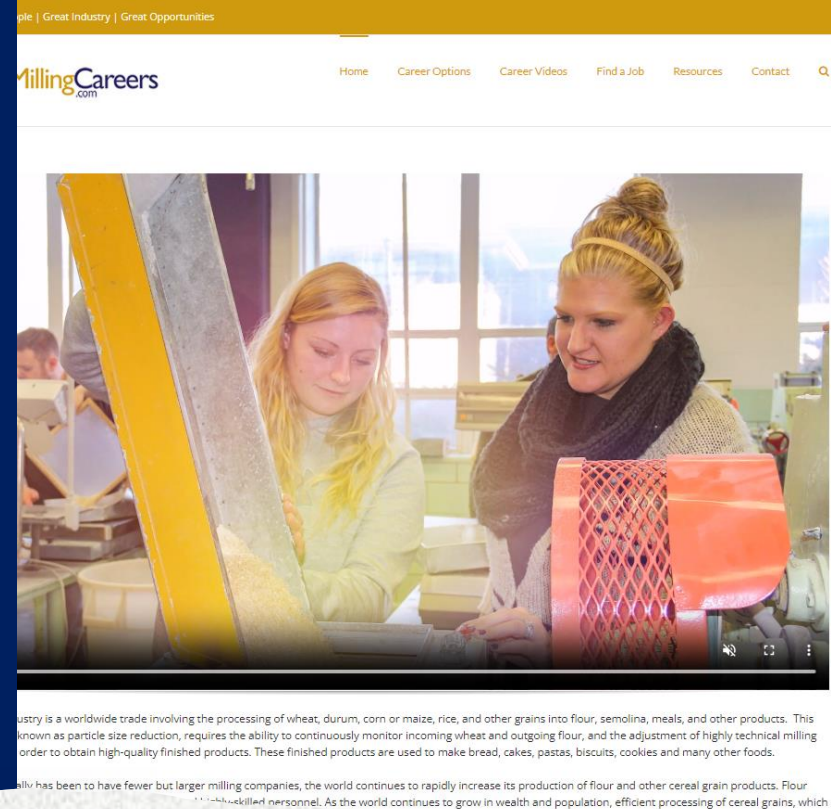 ople | Great Industry | Great Opportunities
MillingCareers
.com
Home Career Options Career Videos Find a Job Resources Contact
ustry is a worldwide trade involving the processing of wheat, durum, corn or maize, rice, and other grains into flour, semolina, meals, and other products. This
known as particle size reduction, requires the ability to continuously monitor incoming wheat and outgoing flour, and the adjustment of highly technical milling
order to obtain high-quality finished products. These finished products are used to make bread, cakes, pastas, biscuits, cookies and many other foods.
ally has been to have fewer but larger milling companies, the world continues to rapidly increase its production of flour and other cereal grain products. Flour
highly-skilled personnel. As the world continues to grow in wealth and population, efficient processing of cereal grains, which